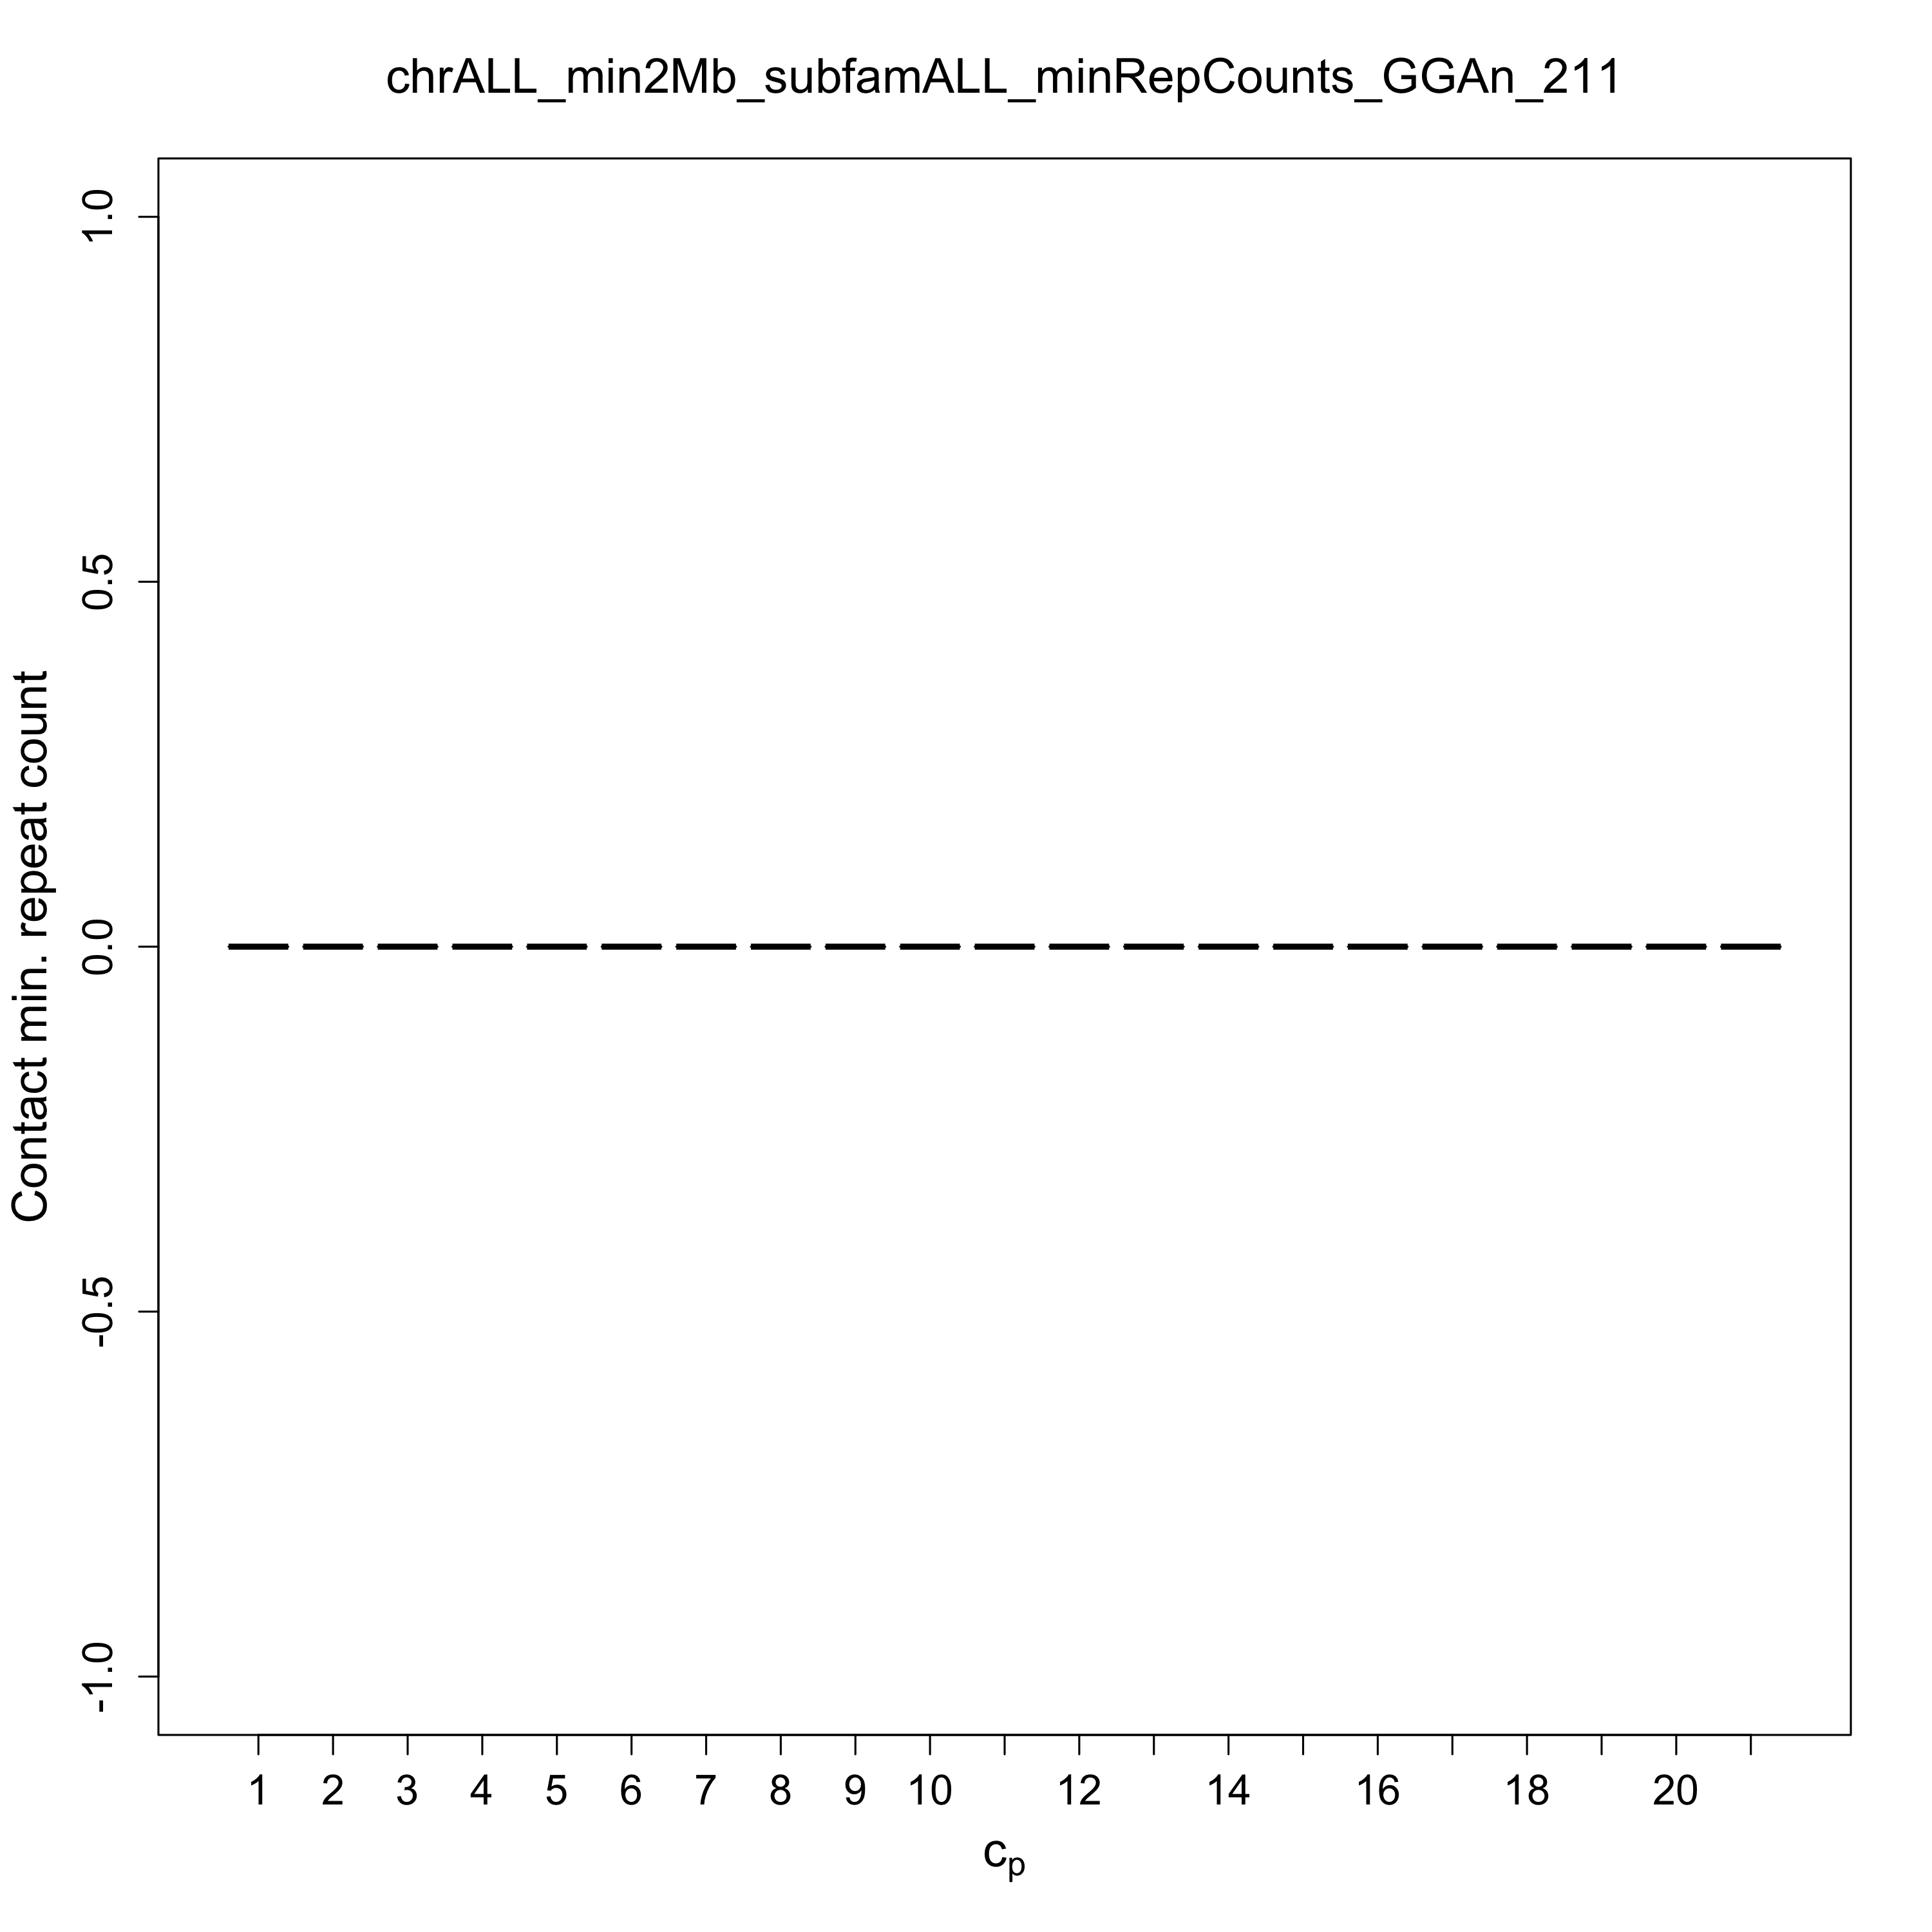 chrALL_min2Mb_subfamALL_minRepCounts_GGAn_211
Contact min. repeat count
1.0
0.5
0.0
-0.5
-1.0
1 2 3 4 5 6 7 8 9 10 12 14 16 18 20
cp